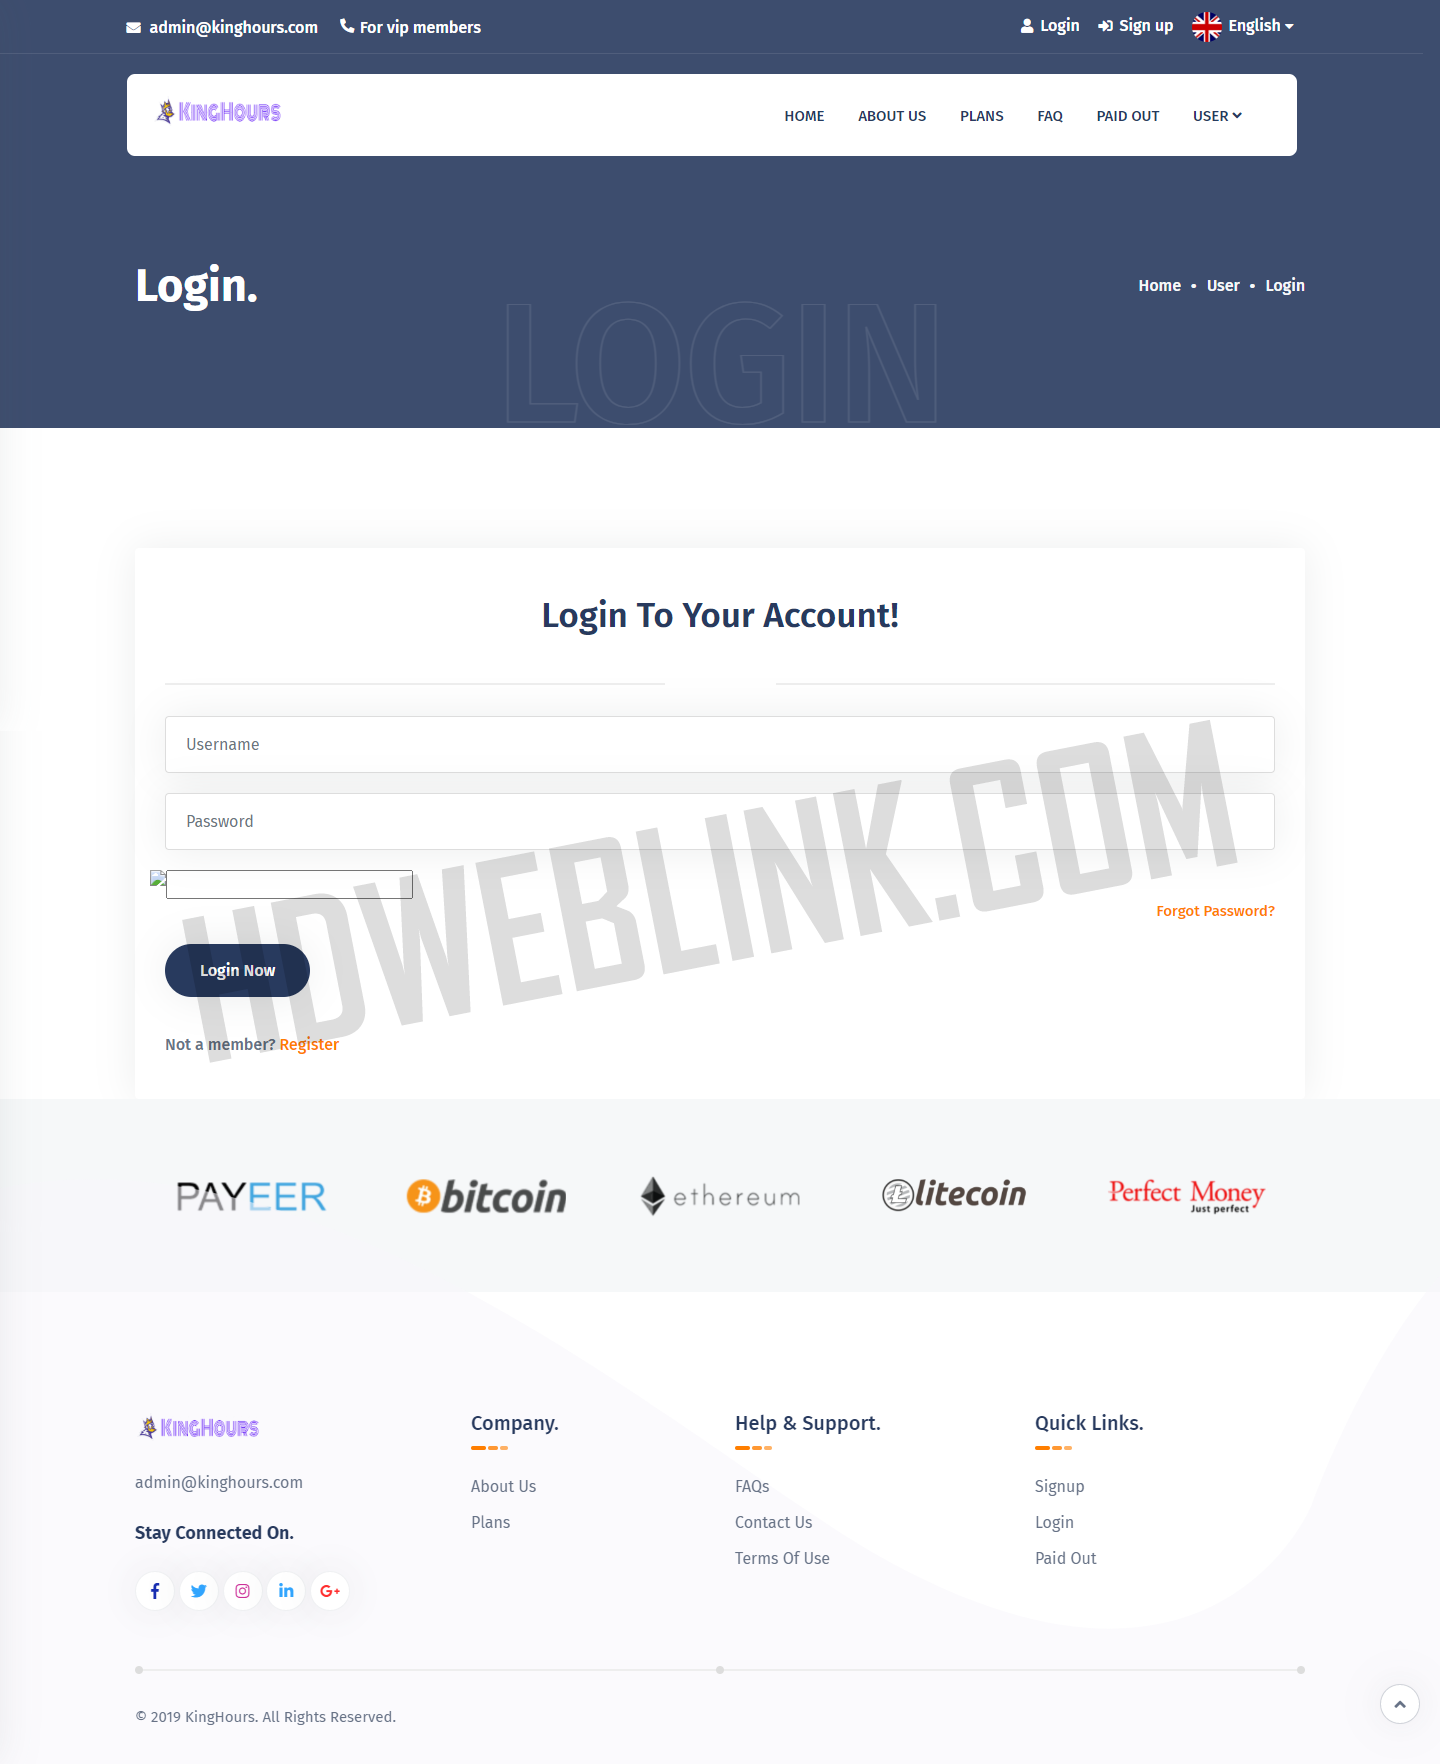 admin@kinghours.com For vip members Login Sign up English
KingHours HOME ABOUT US PLANS FAQ PAID OUT USER
Login. Home • User • Login
LOGIN
Login To Your Account!
Username
Password
HDWEBLINK.COM
Forgot Password?
Login Now
Not a member? Register
PAYEER bitcoin ethereum litecoin Perfect Money
Just perfect
KingHours
admin@kinghours.com
Stay Connected On.
Company.
About Us
Plans
Help & Support.
FAQs
Contact Us
Terms Of Use
Quick Links.
Signup
Login
Paid Out
© 2019 KingHours. All Rights Reserved.